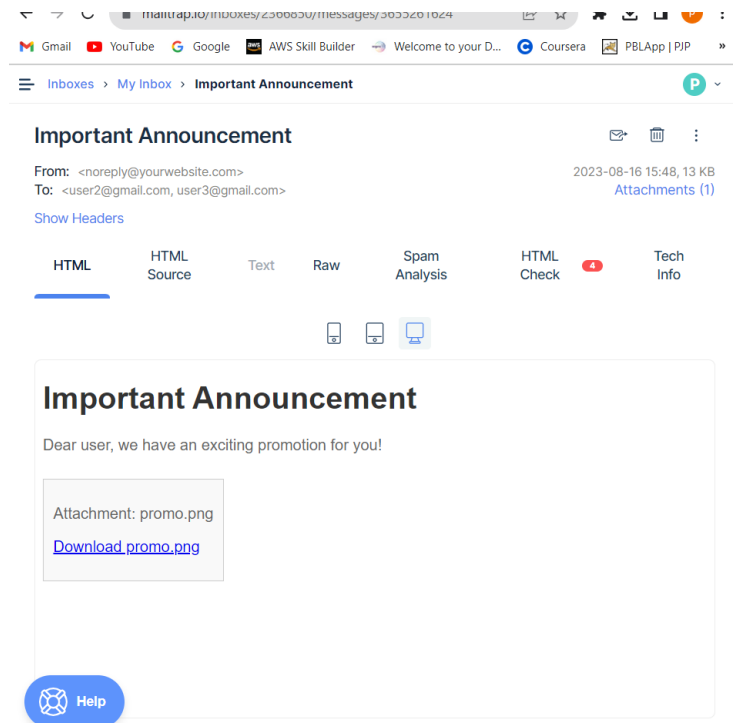 mailtrap.io/inboxes/2366850/messages/3655261624
P
Gmail YouTube Google aws AWS Skill Builder Welcome to your D... C Coursera PBLApp | PJP »
Inboxes › My Inbox › Important Announcement P
Important Announcement
From: <noreply@yourwebsite.com> 2023-08-16 15:48, 13 KB
To: <user2@gmail.com, user3@gmail.com> Attachments (1)
Show Headers
HTML HTML Source Text Raw Spam Analysis HTML Check 4 Tech Info
Important Announcement
Dear user, we have an exciting promotion for you!
Attachment: promo.png
Download promo.png
Help